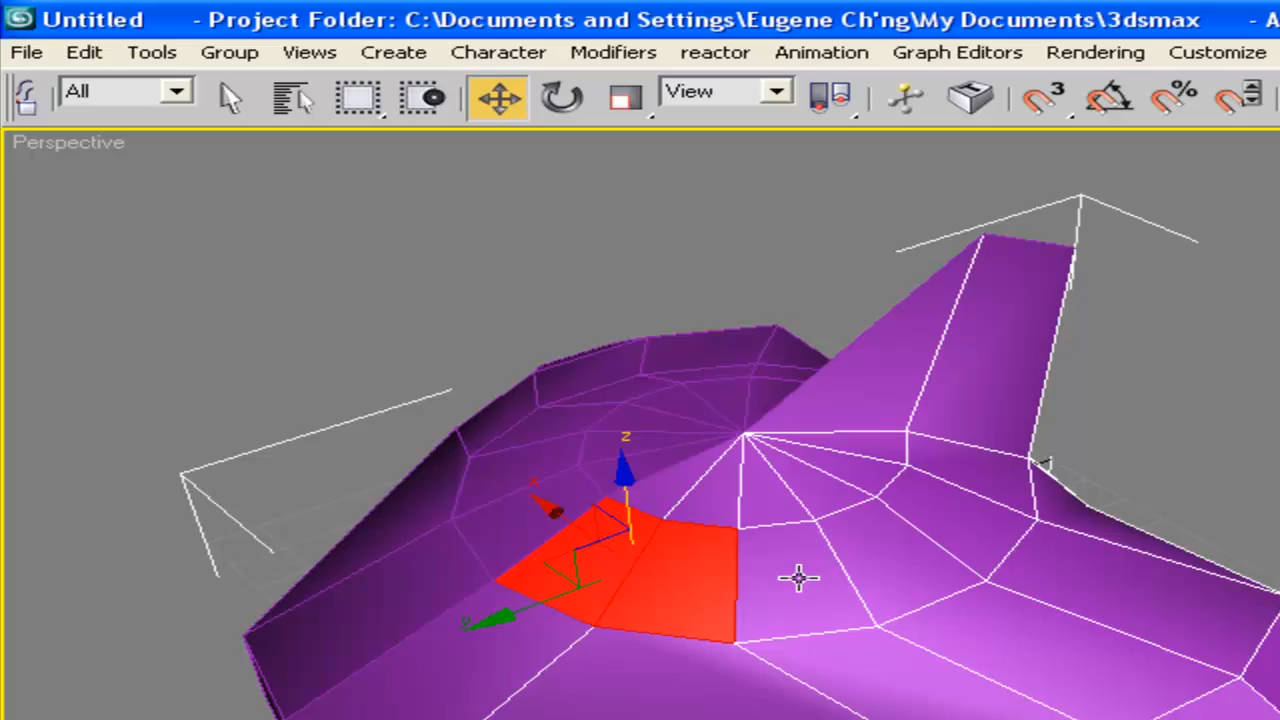 Untitled - Project Folder: C:\Documents and Settings\Eugene Ch'ng\My Documents\3dsmax - A
File Edit Tools Group Views Create Character Modifiers reactor Animation Graph Editors Rendering Customize
All View 3 %
Perspective
z
x
y